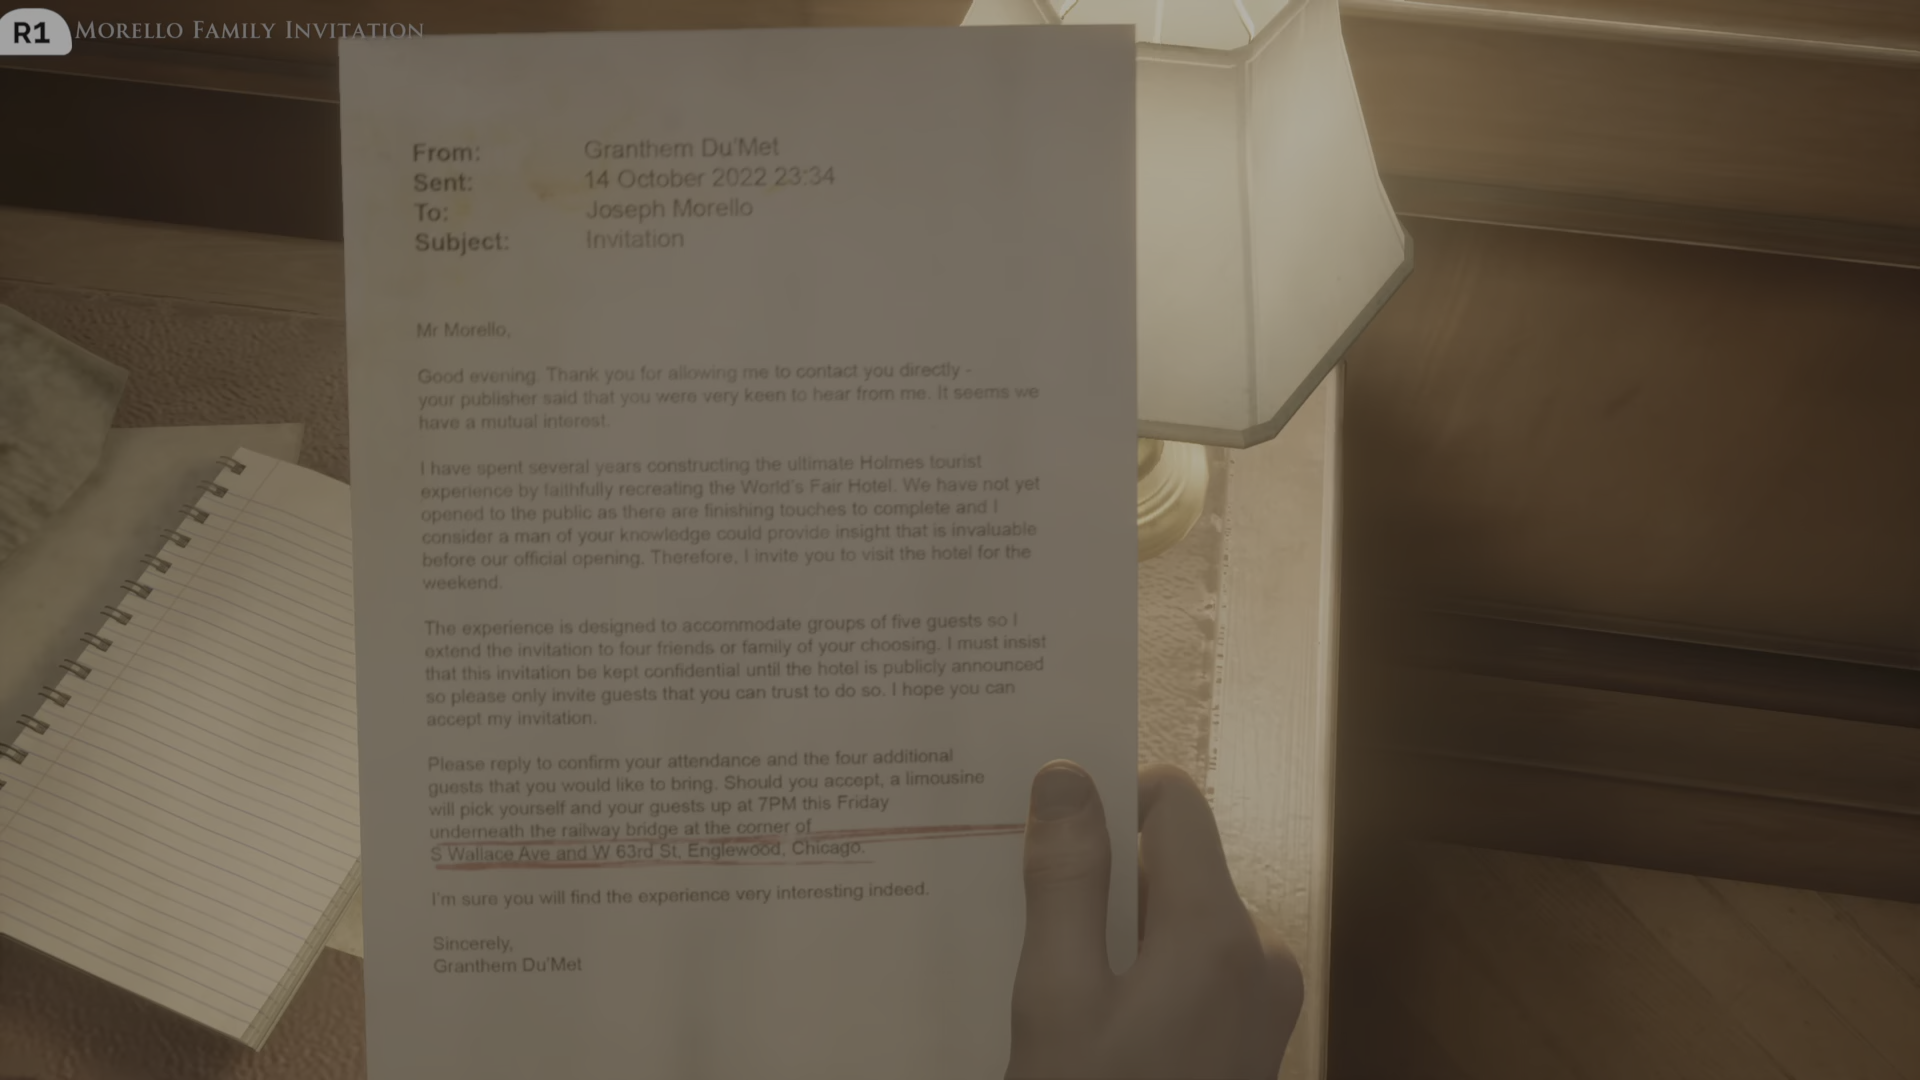 R1 MORELLO FAMILY INVITATION
From: Granthem Du'Met
Sent: 14 October 2022 23:34
To: Joseph Morello
Subject: Invitation
Mr Morello,
Good evening. Thank you for allowing me to contact you directly -
your publisher said that you were very keen to hear from me. It seems we
have a mutual interest.
I have spent several years constructing the ultimate Holmes tourist
experience by faithfully recreating the World's Fair Hotel. We have not yet
opened to the public as there are finishing touches to complete and I
consider a man of your knowledge could provide insight that is invaluable
before our official opening. Therefore, I invite you to visit the hotel for the
weekend.
The experience is designed to accommodate groups of five guests so I
extend the invitation to four friends or family of your choosing. I must insist
that this invitation be kept confidential until the hotel is publicly announced
so please only invite guests that you can trust to do so. I hope you can
accept my invitation.
Please reply to confirm your attendance and the four additional
guests that you would like to bring. Should you accept, a limousine
will pick yourself and your guests up at 7PM this Friday
underneath the railway bridge at the corner of
S Wallace Ave and W 63rd St, Englewood, Chicago.
I'm sure you will find the experience very interesting indeed.
Sincerely,
Granthem Du'Met